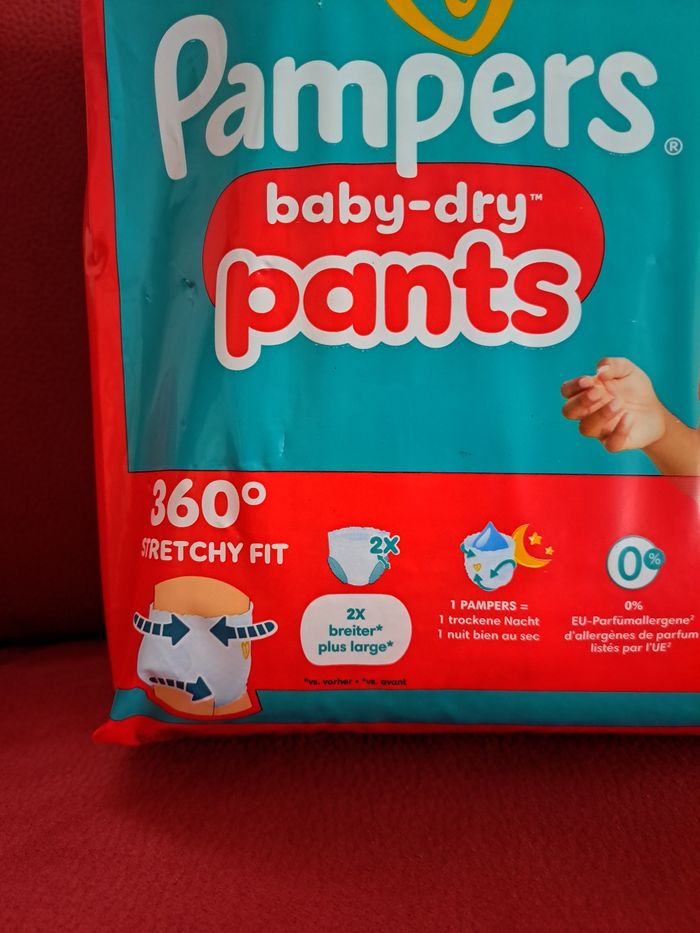 Pampers®
baby-dry™
pants
360°
STRETCHY FIT
2X
2X
breiter*
plus large*
*vs. vorher • *vs. avant
1 PAMPERS =
1 trockene Nacht
1 nuit bien au sec
0%
0%
EU-Parfümallergene²
d'allergènes de parfum
listés par l'UE²